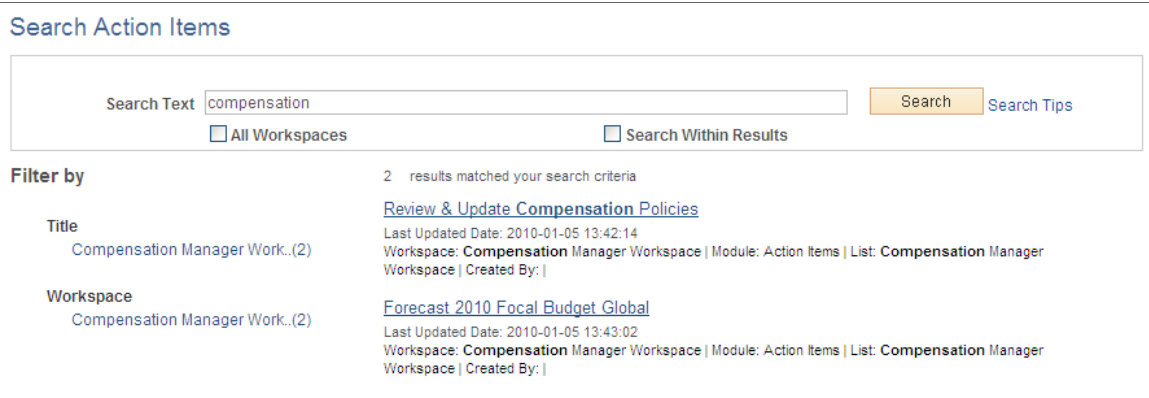 Search Action Items
Search Text compensation Search Search Tips
All Workspaces Search Within Results
Filter by
Title
Compensation Manager Work..(2)
Workspace
Compensation Manager Work..(2)
2 results matched your search criteria
Review & Update Compensation Policies
Last Updated Date: 2010-01-05 13:42:14
Workspace: Compensation Manager Workspace | Module: Action Items | List: Compensation Manager
Workspace | Created By: |
Forecast 2010 Focal Budget Global
Last Updated Date: 2010-01-05 13:43:02
Workspace: Compensation Manager Workspace | Module: Action Items | List: Compensation Manager
Workspace | Created By: |